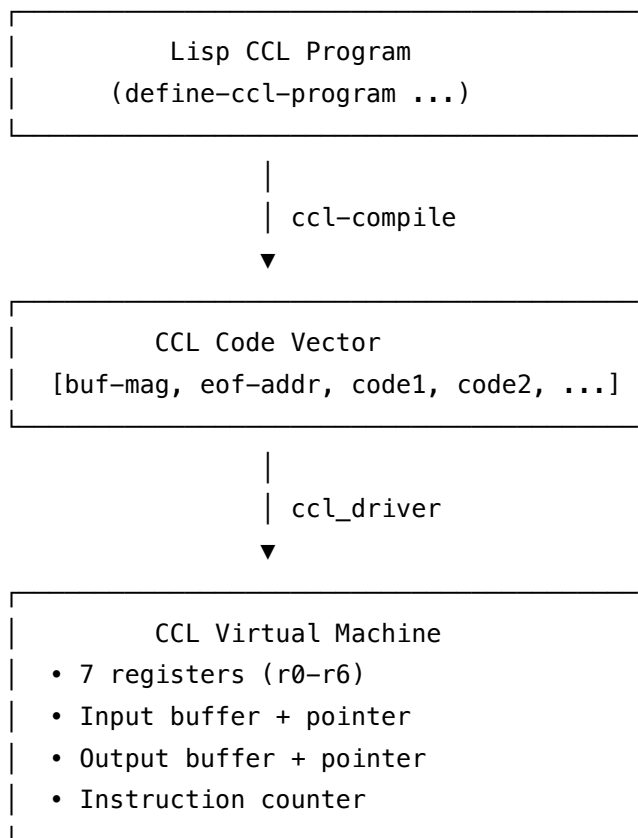 Lisp CCL Program
(define-ccl-program ...)
ccl-compile
CCL Code Vector
[buf-mag, eof-addr, code1, code2, ...]
ccl_driver
CCL Virtual Machine
• 7 registers (r0-r6)
• Input buffer + pointer
• Output buffer + pointer
• Instruction counter